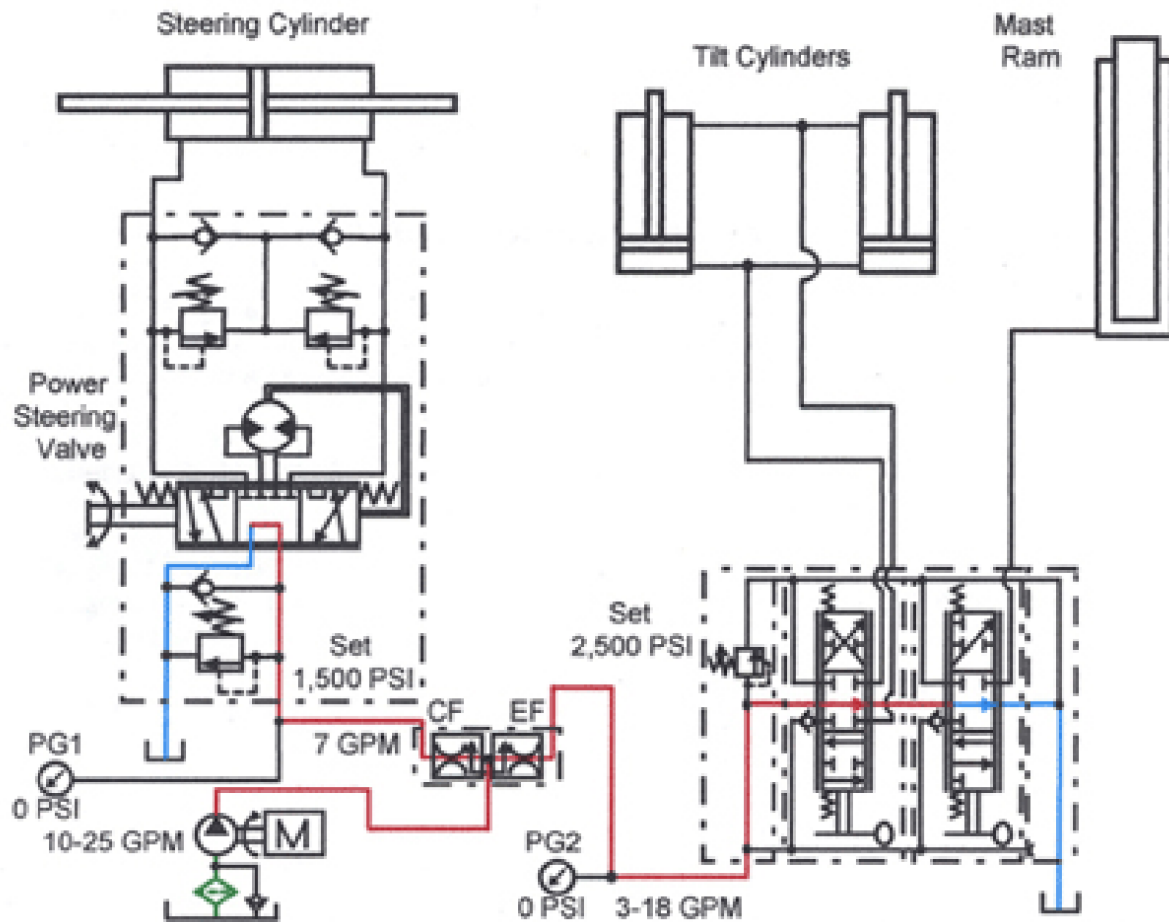 Steering Cylinder
Tilt Cylinders
Mast
Ram
Power
Steering
Valve
Set
1,500 PSI
Set
2,500 PSI
CF
EF
7 GPM
PG1
0 PSI
10-25 GPM
M
PG2
0 PSI
3-18 GPM